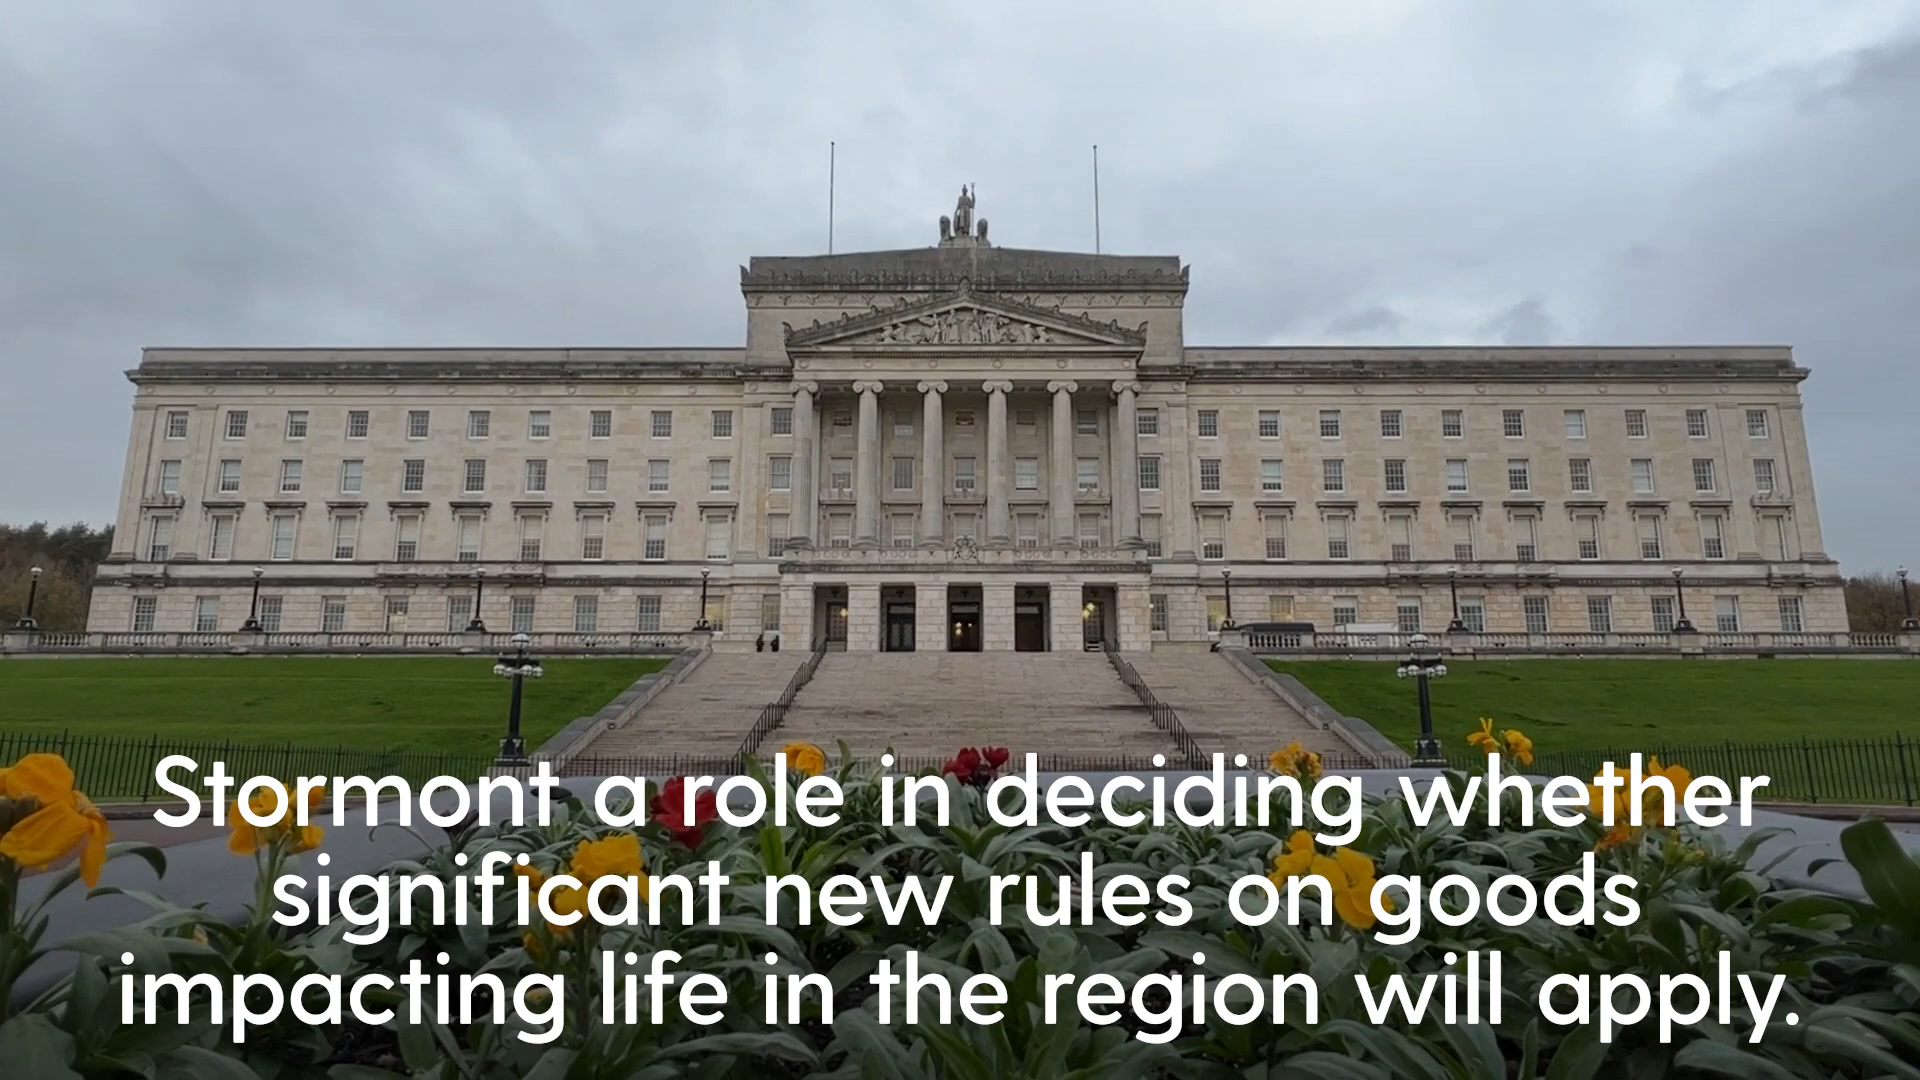 Stormont a role in deciding whether
significant new rules on goods
impacting life in the region will apply.